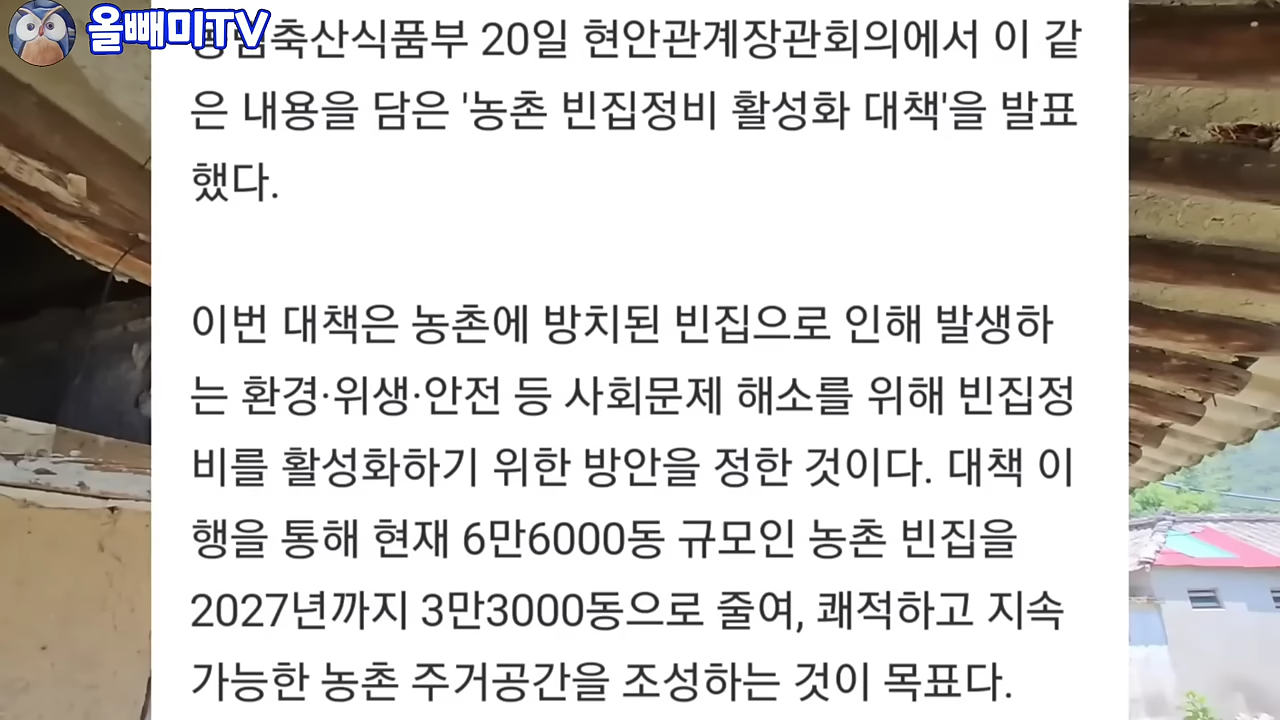 올빼미TV
농림축산식품부 20일 현안관계장관회의에서 이 같
은 내용을 담은 '농촌 빈집정비 활성화 대책'을 발표
했다.
이번 대책은 농촌에 방치된 빈집으로 인해 발생하
는 환경·위생·안전 등 사회문제 해소를 위해 빈집정
비를 활성화하기 위한 방안을 정한 것이다. 대책 이
행을 통해 현재 6만6000동 규모인 농촌 빈집을
2027년까지 3만3000동으로 줄여, 쾌적하고 지속
가능한 농촌 주거공간을 조성하는 것이 목표다.